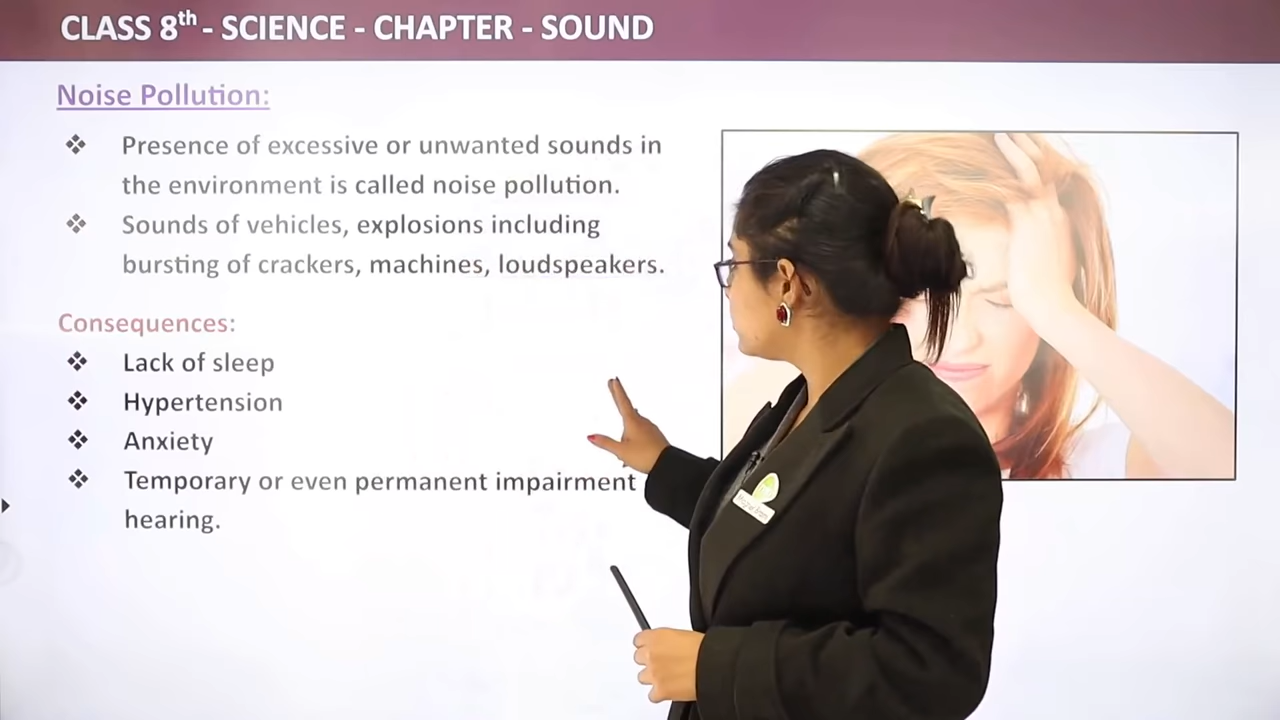 CLASS 8th - SCIENCE - CHAPTER - SOUND
Noise Pollution:
❖ Presence of excessive or unwanted sounds in
the environment is called noise pollution.
❖ Sounds of vehicles, explosions including
bursting of crackers, machines, loudspeakers.
Consequences:
❖ Lack of sleep
❖ Hypertension
❖ Anxiety
❖ Temporary or even permanent impairment
hearing.